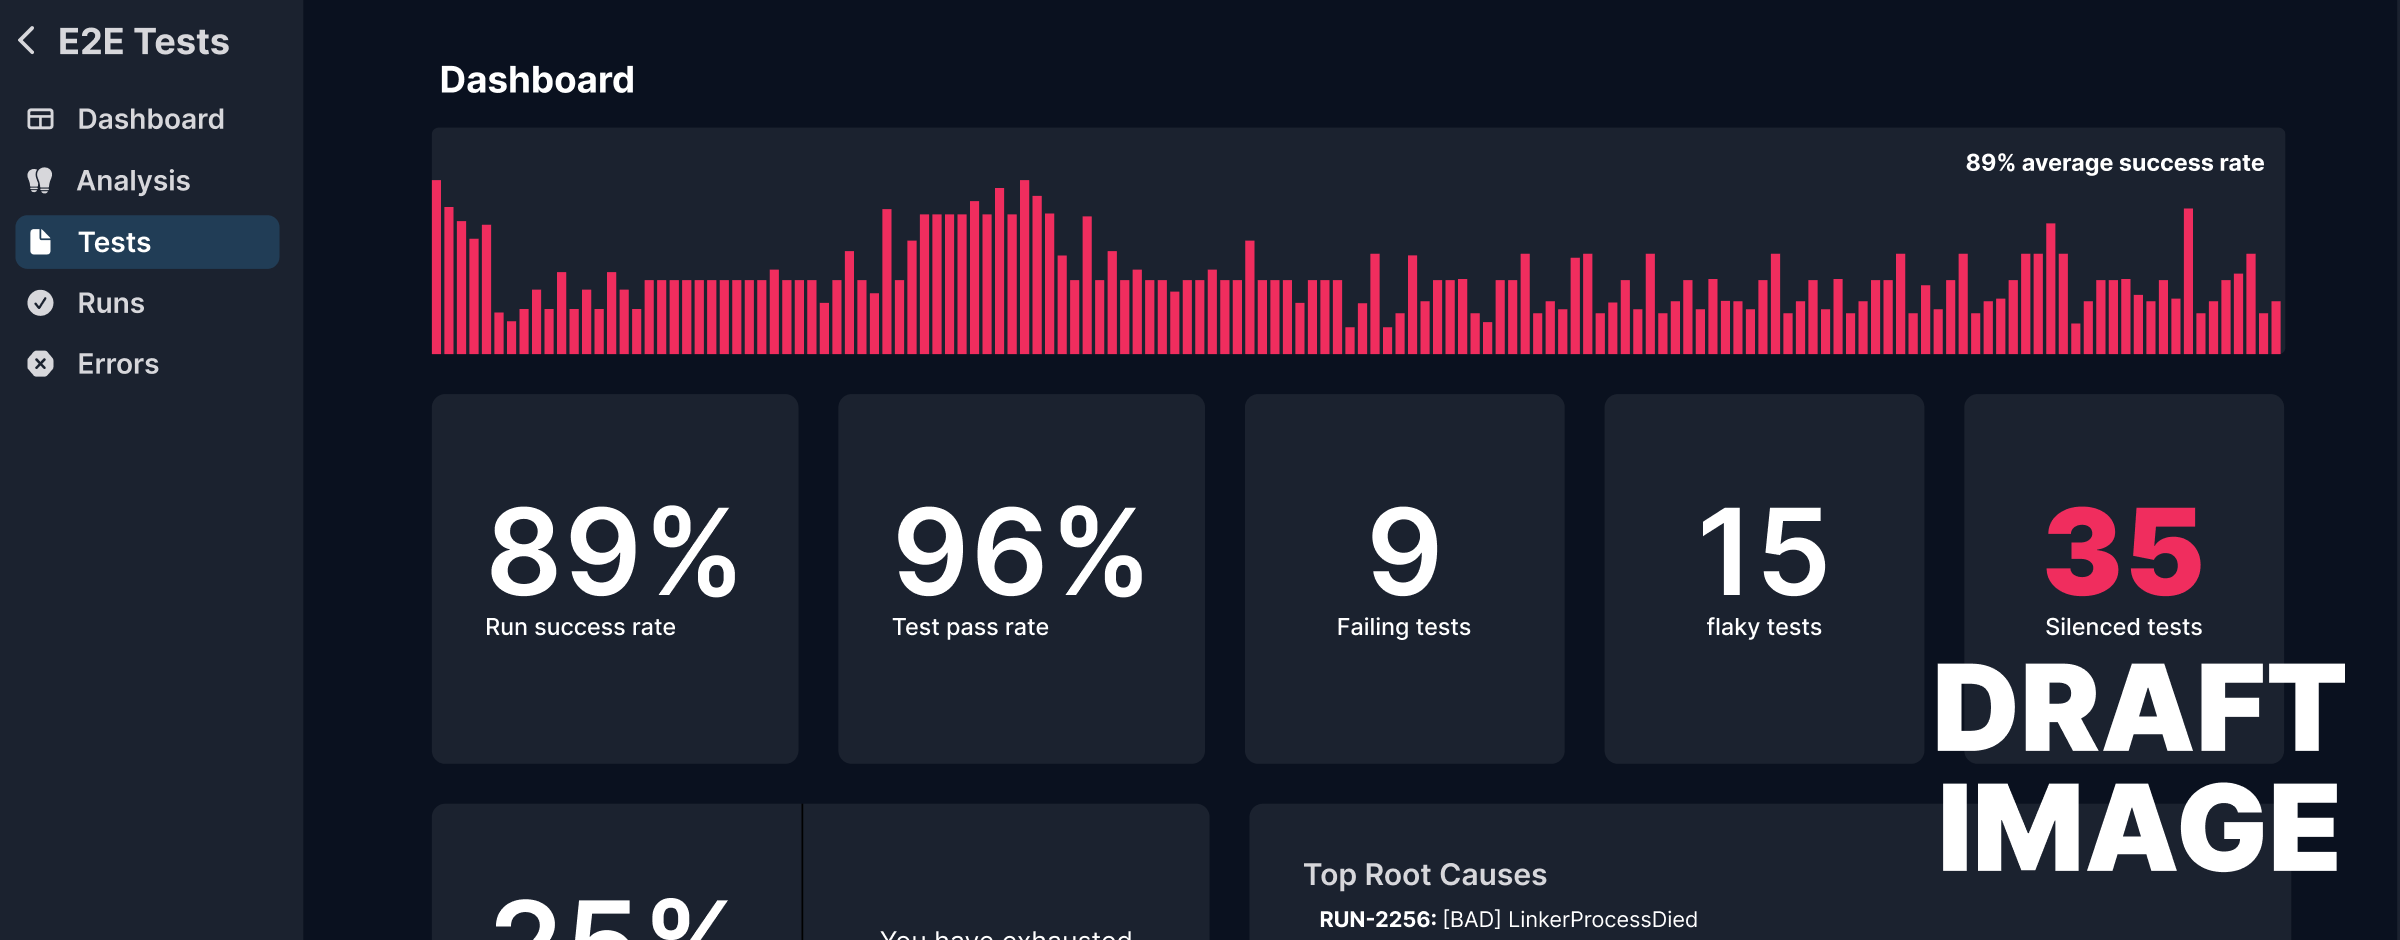 E2E Tests
Dashboard
Analysis
Tests
Runs
Errors
Dashboard
89% average success rate
89%
Run success rate
96%
Test pass rate
9
Failing tests
15
flaky tests
35
Silenced tests
DRAFT
IMAGE
25%
You have exhausted
Top Root Causes
RUN-2256: [BAD] LinkerProcessDied